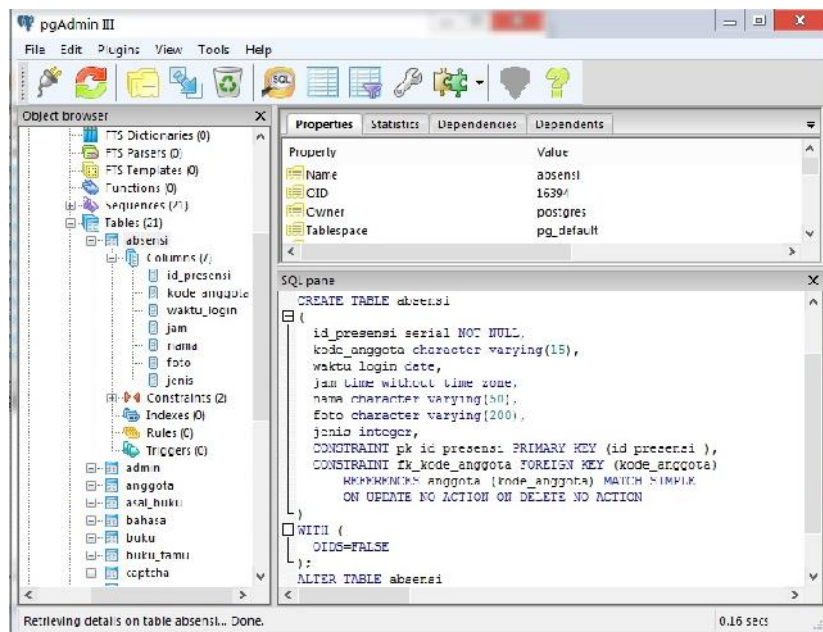 pgAdmin III
File Edit Plugins View Tools Help
SQL
Object browser
FTS Dictionaries (0)
FTS Parsers (0)
FTS Templates (0)
Functions (0)
Sequences (21)
Tables (21)
absensi
Columns (7)
id_presensi
kode_anggota
waktu_login
jam
nama
foto
jenis
Constraints (2)
Indexes (0)
Rules (0)
Triggers (0)
admin
anggota
asal_buku
bahasa
buku
buku_tamu
captcha
Properties Statistics Dependencies Dependents
Property Value
Name absensi
OID 16394
Owner postgres
Tablespace pg_default
SQL pane
CREATE TABLE absensi
(
id_presensi serial NOT NULL,
kode_anggota character varying(15),
waktu_login date,
jam time without time zone,
nama character varying(50),
foto character varying(200),
jenis integer,
CONSTRAINT pk_id_presensi PRIMARY KEY (id_presensi ),
CONSTRAINT fk_kode_anggota FOREIGN KEY (kode_anggota)
REFERENCES anggota (kode_anggota) MATCH SIMPLE
ON UPDATE NO ACTION ON DELETE NO ACTION
)
WITH (
OIDS=FALSE
);
ALTER TABLE absensi
Retrieving details on table absensi... Done. 0.16 secs